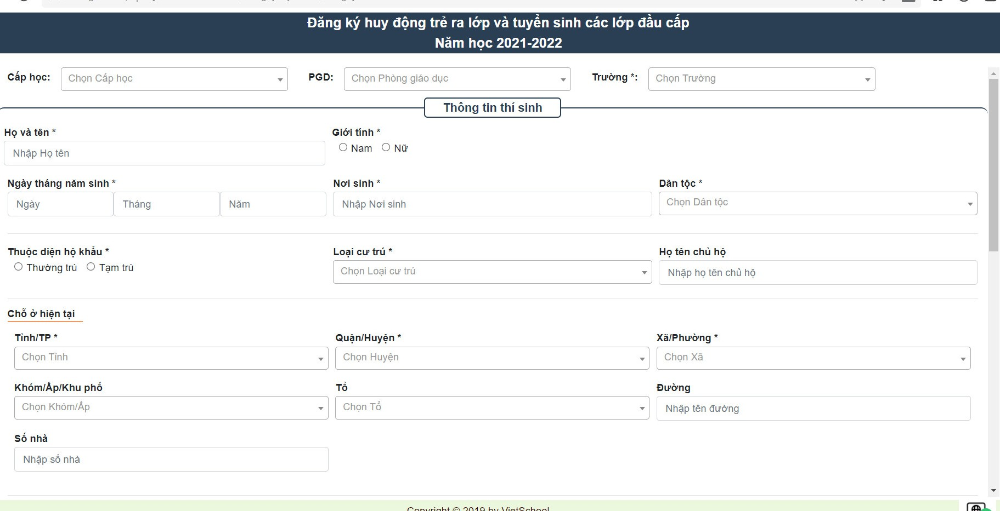 Đăng ký huy động trẻ ra lớp và tuyển sinh các lớp đầu cấp
Năm học 2021-2022
Cấp học: Chọn Cấp học PGD: Chọn Phòng giáo dục Trường *: Chọn Trường
Thông tin thí sinh
Họ và tên * Giới tính *
Nhập Họ tên Nam Nữ
Ngày tháng năm sinh * Nơi sinh * Dân tộc *
Ngày Tháng Năm Nhập Nơi sinh Chọn Dân tộc
Thuộc diện hộ khẩu * Loại cư trú * Họ tên chủ hộ
Thường trú Tạm trú Chọn Loại cư trú Nhập họ tên chủ hộ
Chỗ ở hiện tại
Tỉnh/TP * Quận/Huyện * Xã/Phường *
Chọn Tỉnh Chọn Huyện Chọn Xã
Khóm/Ấp/Khu phố Tổ Đường
Chọn Khóm/Ấp Chọn Tổ Nhập tên đường
Số nhà
Nhập số nhà
Copyright © 2019 by VietSchool